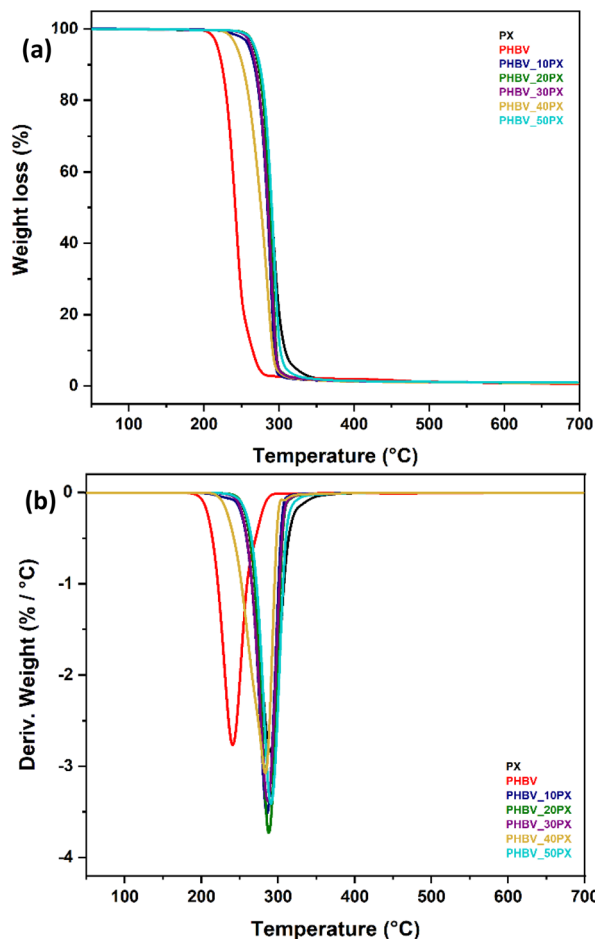 (a)
PX
PHBV
PHBV_10PX
PHBV_20PX
PHBV_30PX
PHBV_40PX
PHBV_50PX
Weight loss (%)
100
80
60
40
20
0
100 200 300 400 500 600 700
Temperature (°C)
(b)
Deriv. Weight (% / °C)
0
-1
-2
-3
-4
PX
PHBV
PHBV_10PX
PHBV_20PX
PHBV_30PX
PHBV_40PX
PHBV_50PX
100 200 300 400 500 600 700
Temperature (°C)